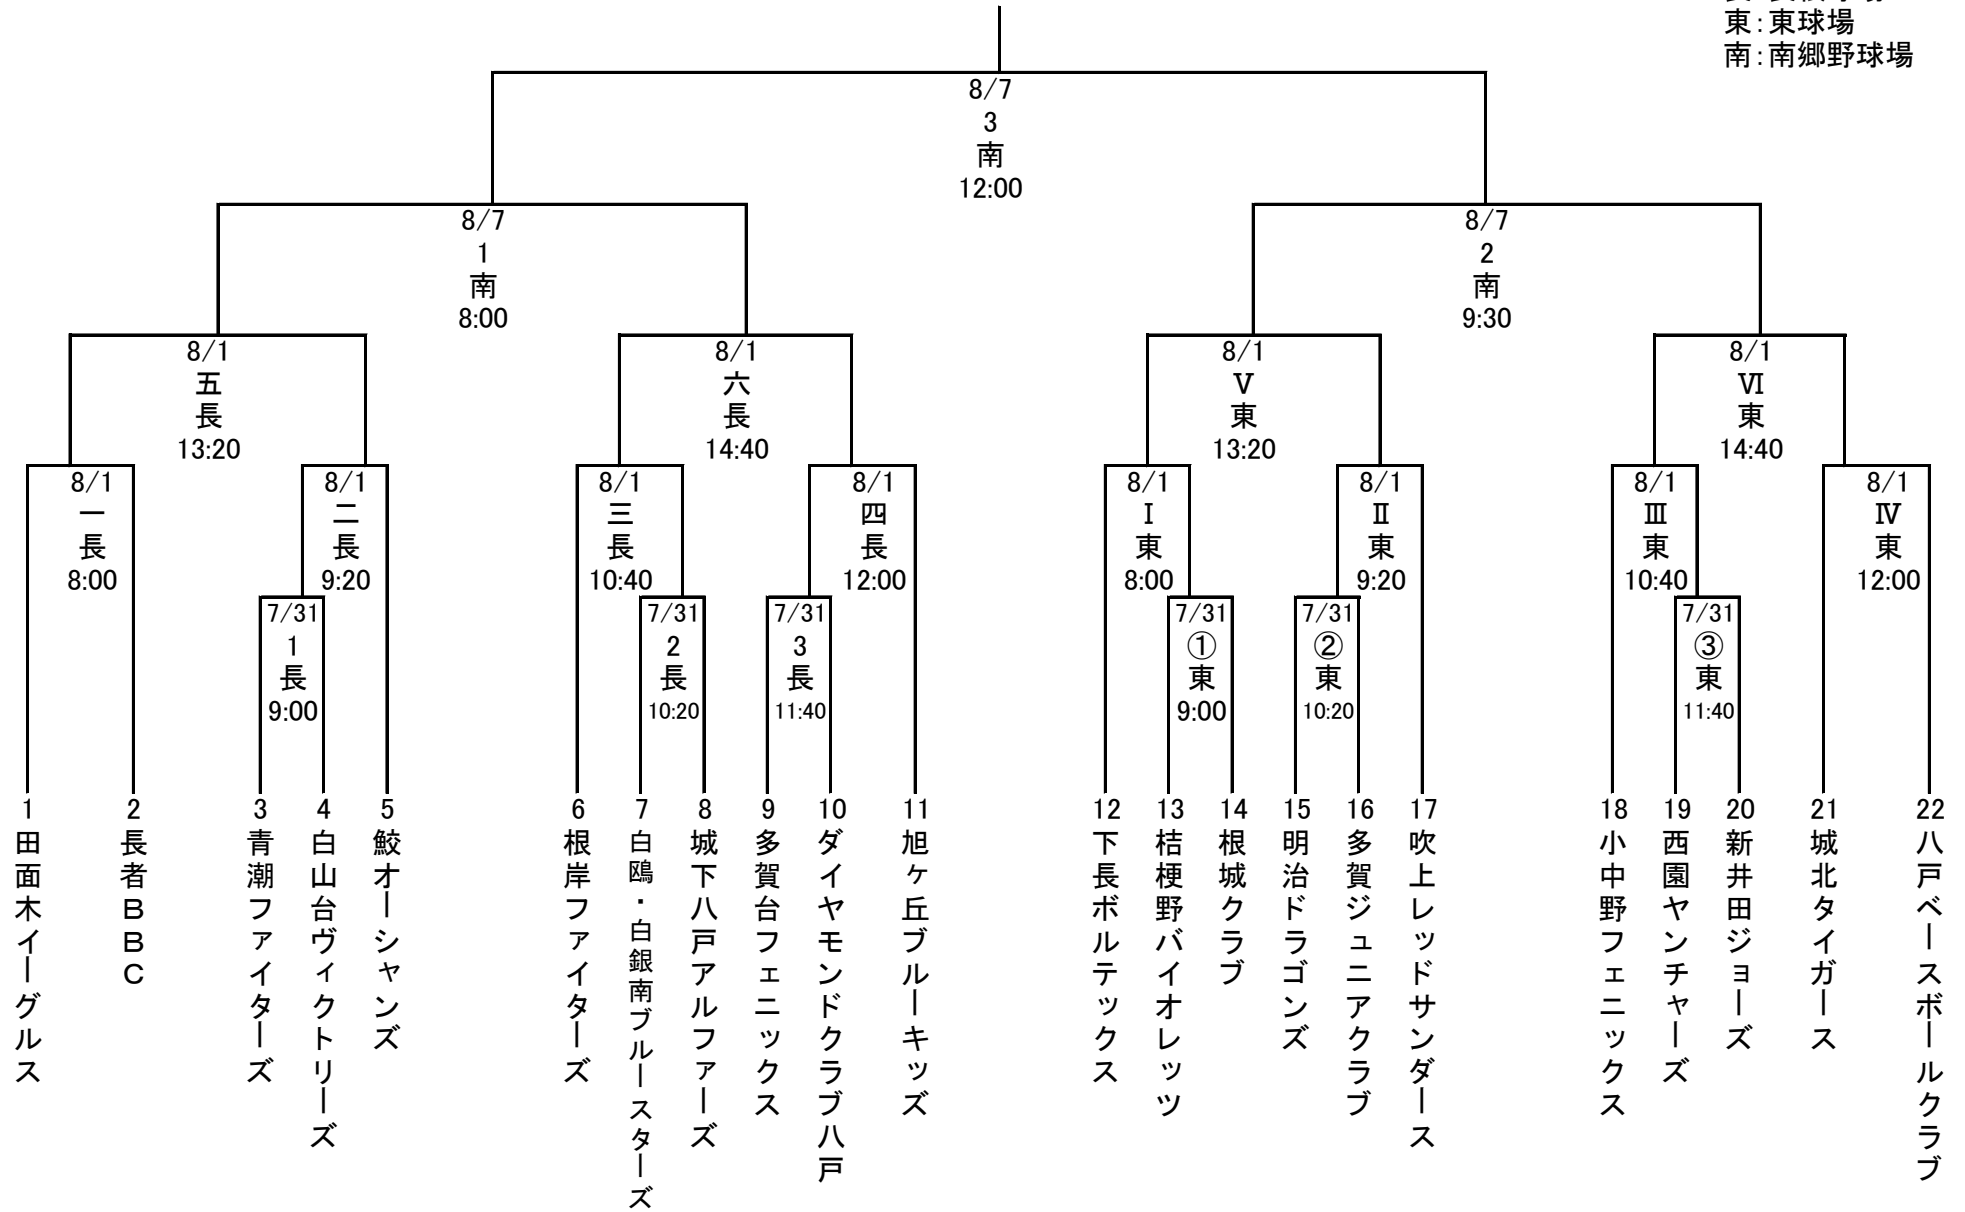 東：東球場
南：南郷野球場
8/7
3
南
12:00
8/7
1
南
8:00
8/7
2
南
9:30
8/1
五
長
13:20
8/1
六
長
14:40
8/1
Ⅴ
東
13:20
8/1
Ⅵ
東
14:40
8/1
一
長
8:00
8/1
二
長
9:20
8/1
三
長
10:40
8/1
四
長
12:00
8/1
Ⅰ
東
8:00
8/1
Ⅱ
東
9:20
8/1
Ⅲ
東
10:40
8/1
Ⅳ
東
12:00
7/31
1
長
9:00
7/31
2
長
10:20
7/31
3
長
11:40
7/31
①
東
9:00
7/31
②
東
10:20
7/31
③
東
11:40
1
田面木イーグルス
2
長者ＢＢＣ
3
青潮ファイターズ
4
白山台ヴィクトリーズ
5
鮫オーシャンズ
6
根岸ファイターズ
7
白鴎・白銀南ブルースターズ
8
城下八戸アルファーズ
9
多賀台フェニックス
10
ダイヤモンドクラブ八戸
11
旭ヶ丘ブルーキッズ
12
下長ボルテックス
13
桔梗野バイオレッツ
14
根城クラブ
15
明治ドラゴンズ
16
多賀ジュニアクラブ
17
吹上レッドサンダース
18
小中野フェニックス
19
西園ヤンチャーズ
20
新井田ジョーズ
21
城北タイガース
22
八戸ベースボールクラブ